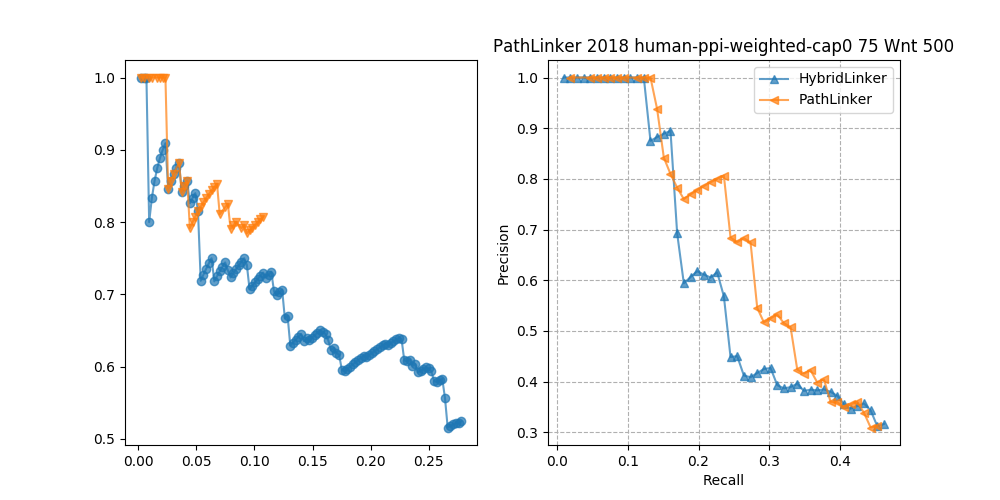 PathLinker 2018 human-ppi-weighted-cap0 75 Wnt 500
1.0
0.9
0.8
0.7
0.6
0.5
0.00 0.05 0.10 0.15 0.20 0.25
Precision
1.0
0.9
0.8
0.7
0.6
0.5
0.4
0.3
HybridLinker
PathLinker
0.0 0.1 0.2 0.3 0.4
Recall